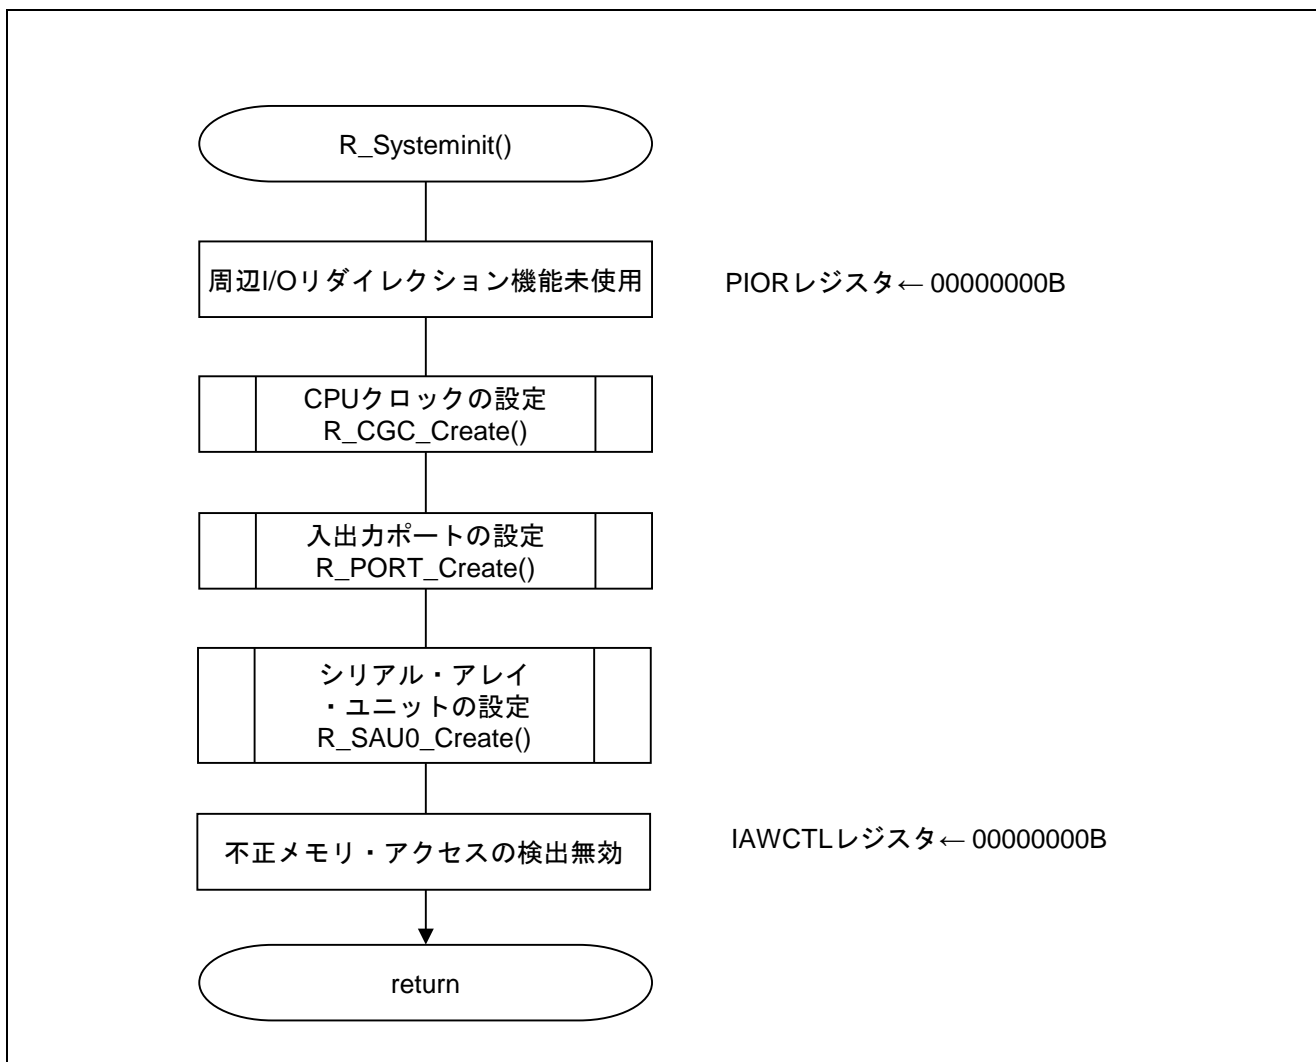 R_Systeminit()
周辺I/Oリダイレクション機能未使用
PIORレジスタ← 00000000B
CPUクロックの設定
R_CGC_Create()
入出力ポートの設定
R_PORT_Create()
シリアル・アレイ
・ユニットの設定
R_SAU0_Create()
不正メモリ・アクセスの検出無効
IAWCTLレジスタ← 00000000B
return